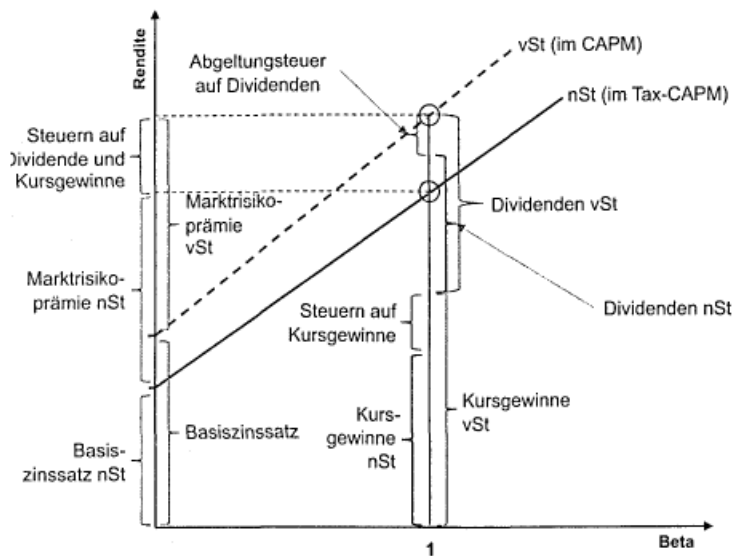 Rendite
vSt (im CAPM)
Abgeltungsteuer
auf Dividenden
nSt (im Tax-CAPM)
Steuern auf
Dividende und
Kursgewinne
Marktrisiko-
prämie
vSt
Dividenden vSt
Marktrisiko-
prämie nSt
Steuern auf
Kursgewinne
Dividenden nSt
Kurs-
gewinne
nSt
Kursgewinne
vSt
Basiszinssatz
Basis-
zinssatz nSt
1
Beta